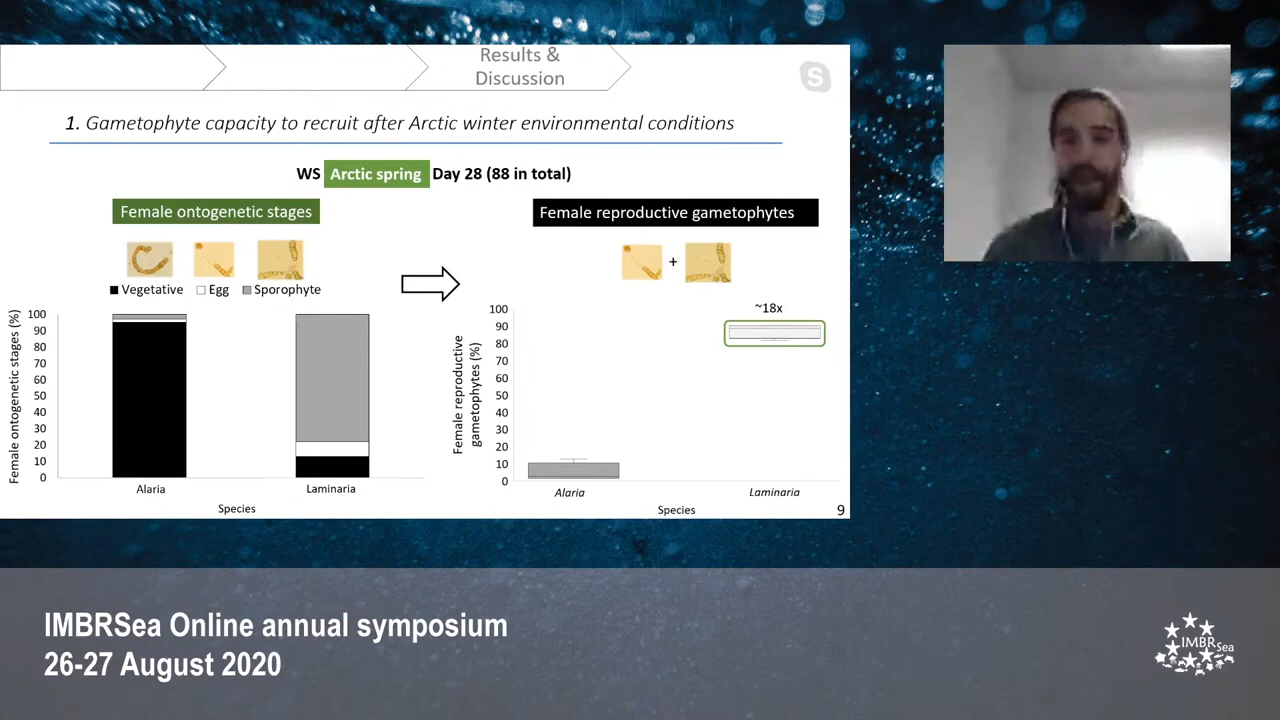 Results &
Discussion
1. Gametophyte capacity to recruit after Arctic winter environmental conditions
WS Arctic spring Day 28 (88 in total)
Female ontogenetic stages
Vegetative Egg Sporophyte
Female ontogenetic stages (%)
100
90
80
70
60
50
40
30
20
10
0
Alaria Laminaria
Species
Female reproductive gametophytes
+
~18x
Female reproductive
gametophytes (%)
100
90
80
70
60
50
40
30
20
10
0
Alaria Laminaria
Species
9
S
IMBRSea Online annual symposium
26-27 August 2020
IMBRSea